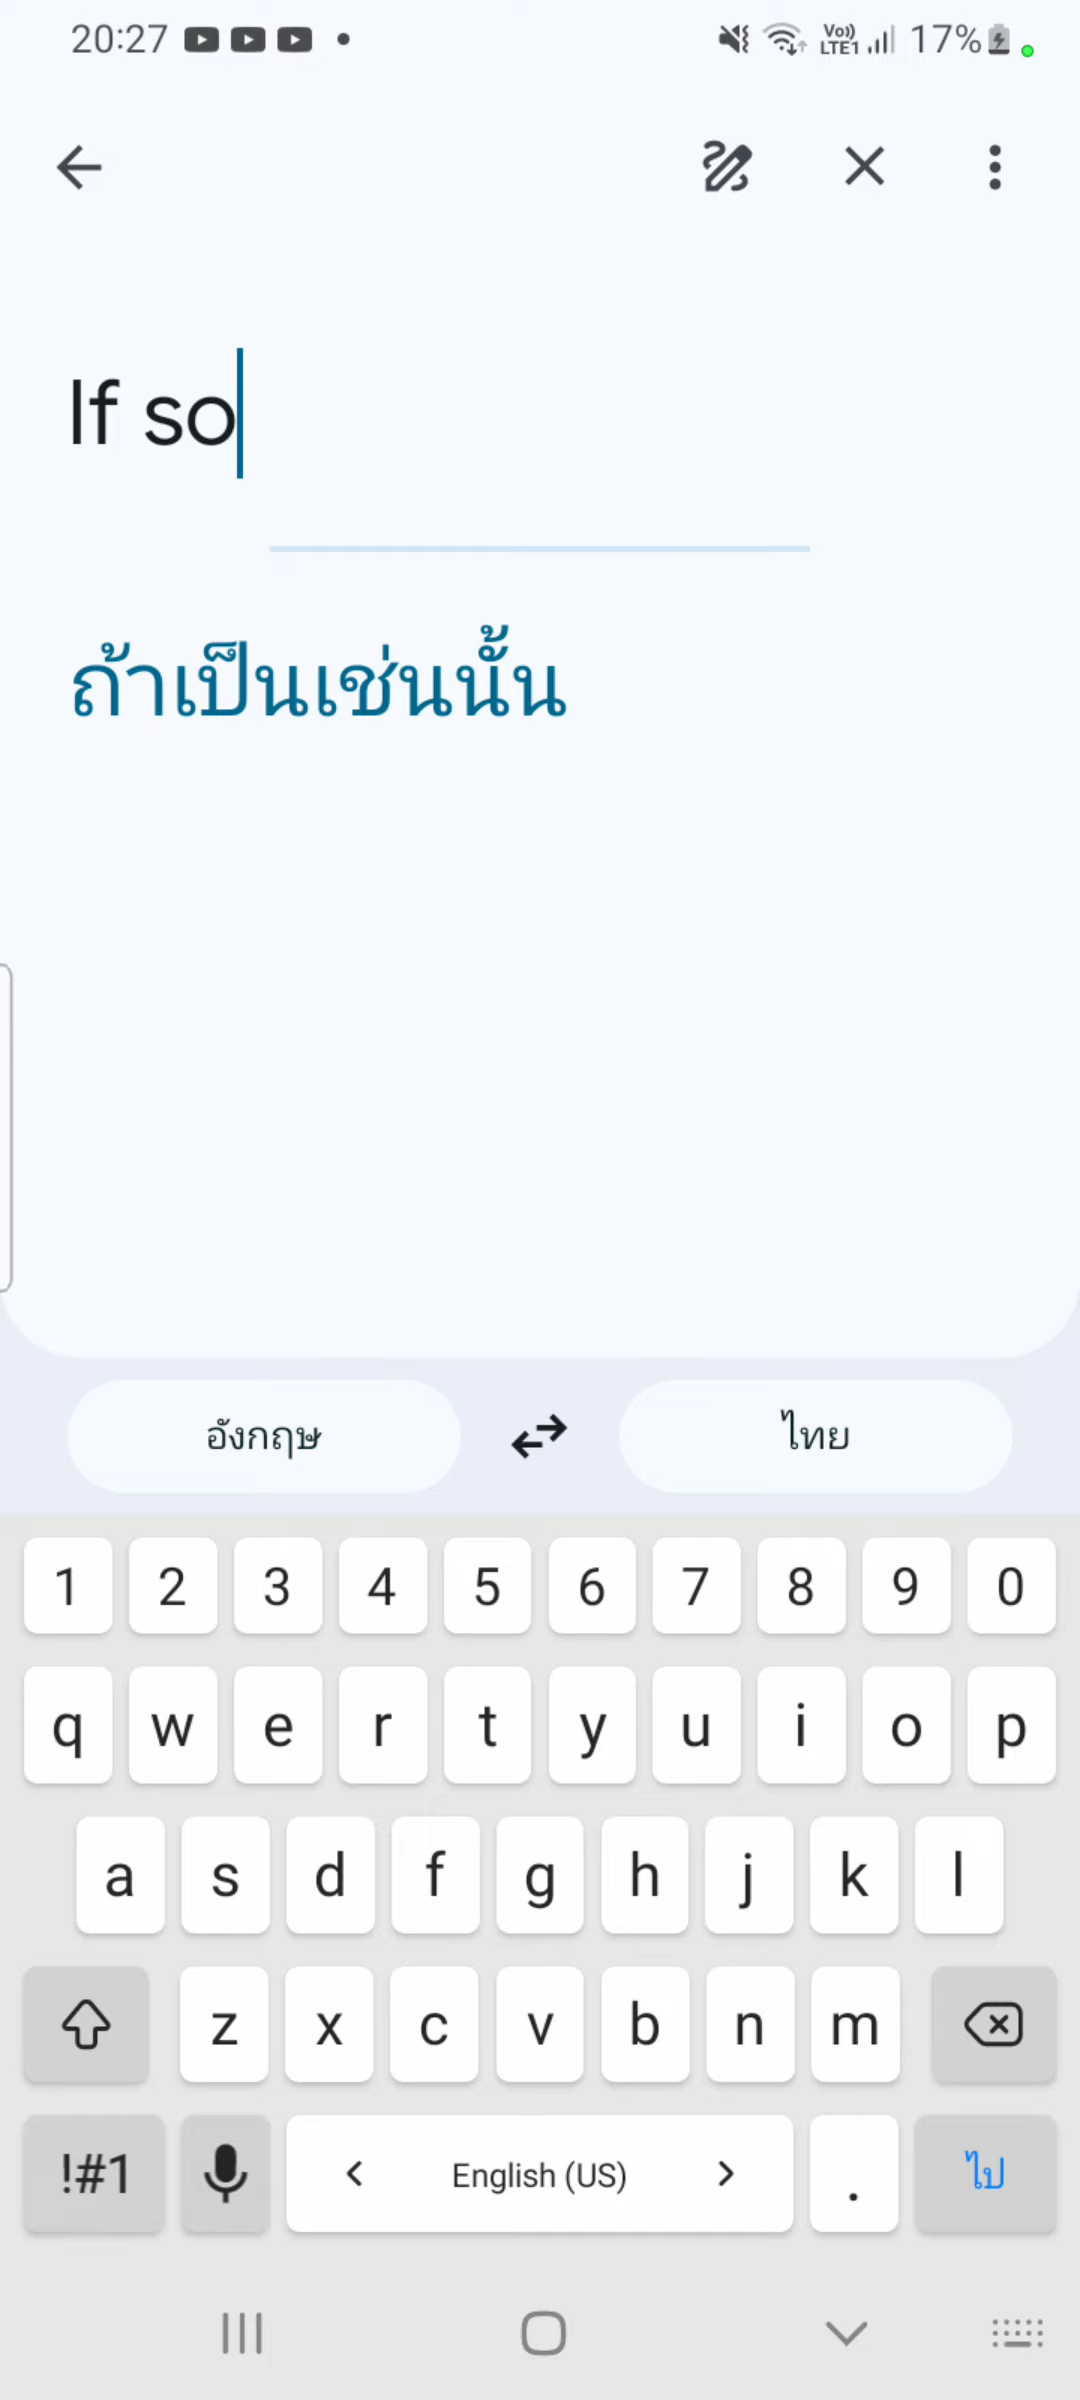 20:27 Vo)) LTE1 17%
If so
ถ้าเป็นเช่นนั้น
อังกฤษ ไทย
1 2 3 4 5 6 7 8 9 0
q w e r t y u i o p
a s d f g h j k l
z x c v b n m
!#1 < English (US) > . ไป